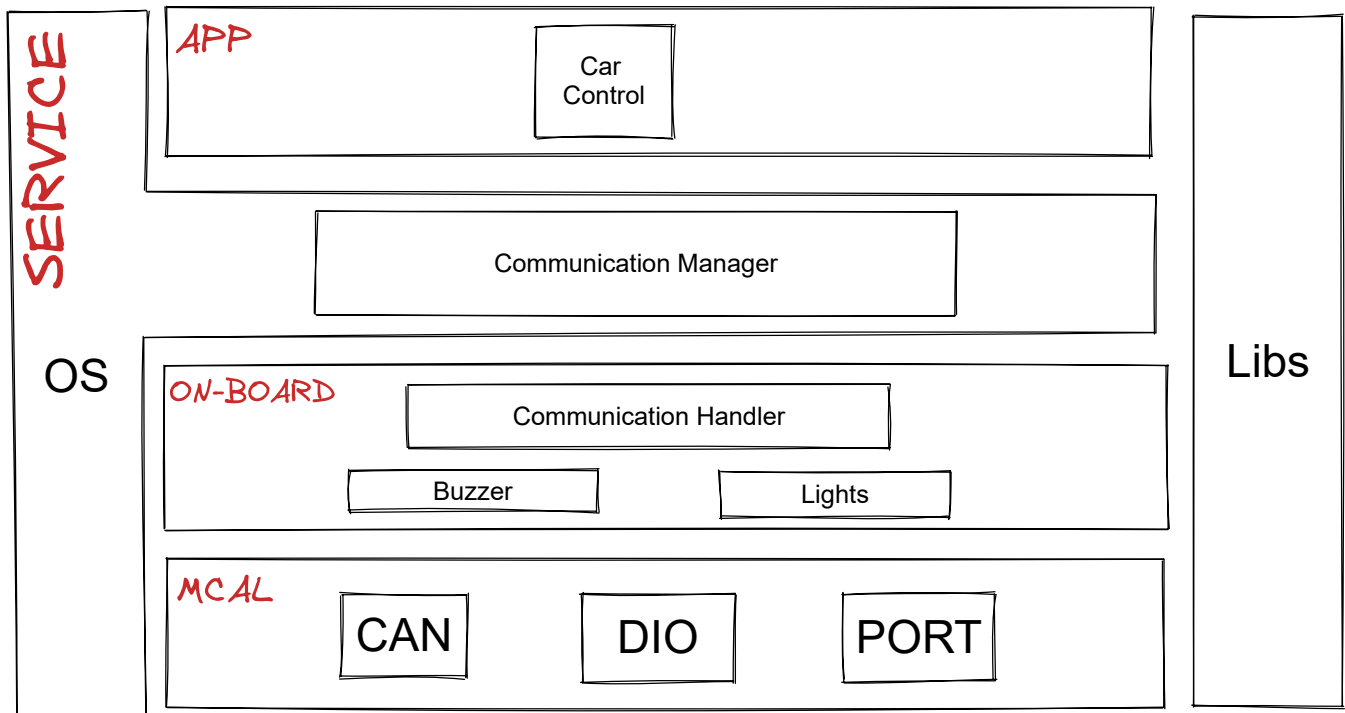 SERVICE
OS
APP
Car
Control
Communication Manager
ON-BOARD
Communication Handler
Buzzer
Lights
MCAL
CAN
DIO
PORT
Libs